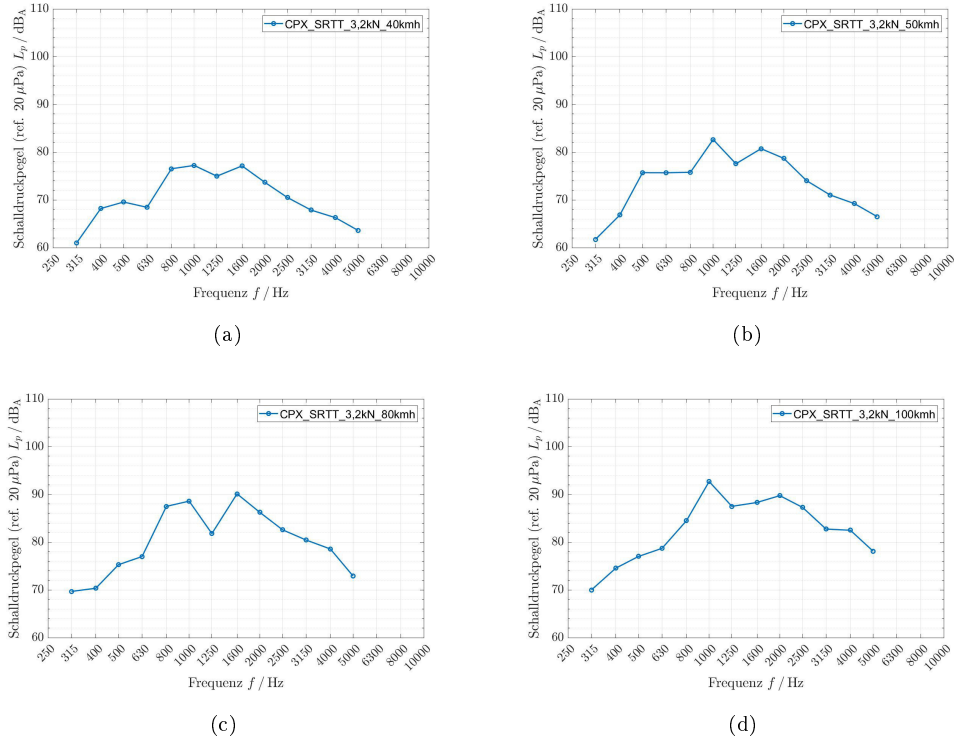 CPX_SRTT_3,2kN_40kmh
Schalldruckpegel (ref. 20 μPa) Lp / dBA
110
100
90
80
70
60
250 315 400 500 630 800 1000 1250 1600 2000 2500 3150 4000 5000 6300 8000 10000
Frequenz f / Hz
(a)
CPX_SRTT_3,2kN_50kmh
Schalldruckpegel (ref. 20 μPa) Lp / dBA
110
100
90
80
70
60
250 315 400 500 630 800 1000 1250 1600 2000 2500 3150 4000 5000 6300 8000 10000
Frequenz f / Hz
(b)
CPX_SRTT_3,2kN_80kmh
Schalldruckpegel (ref. 20 μPa) Lp / dBA
110
100
90
80
70
60
250 315 400 500 630 800 1000 1250 1600 2000 2500 3150 4000 5000 6300 8000 10000
Frequenz f / Hz
(c)
CPX_SRTT_3,2kN_100kmh
Schalldruckpegel (ref. 20 μPa) Lp / dBA
110
100
90
80
70
60
250 315 400 500 630 800 1000 1250 1600 2000 2500 3150 4000 5000 6300 8000 10000
Frequenz f / Hz
(d)